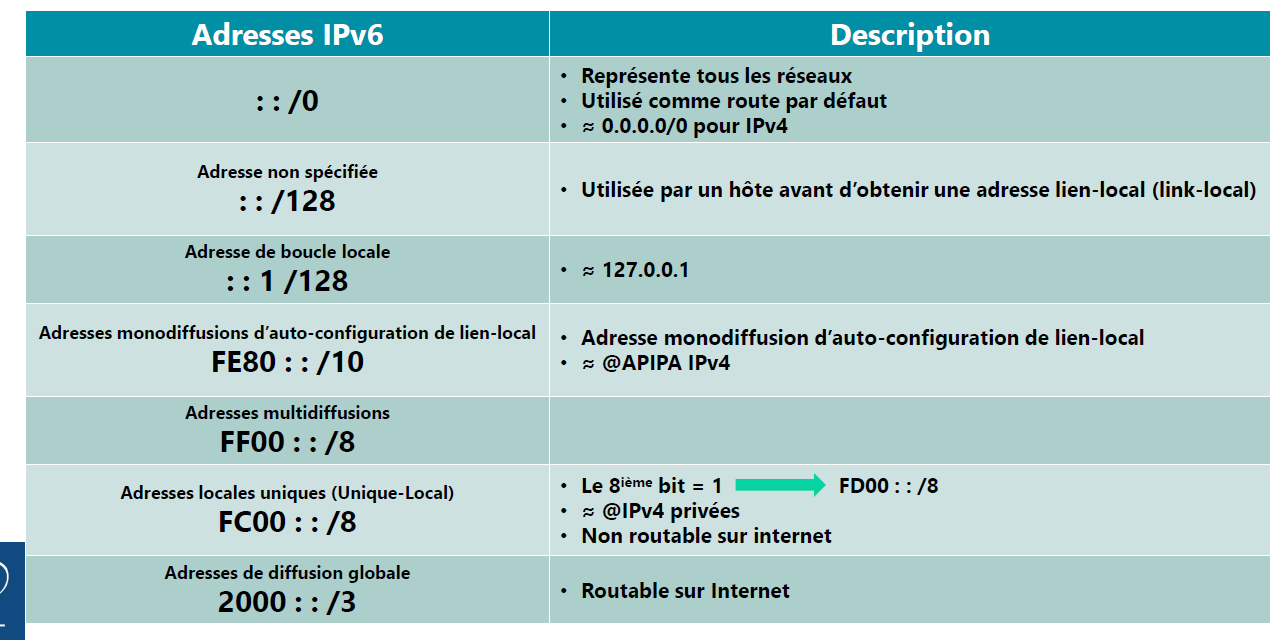 Adresses IPv6
Description
: : /0
• Représente tous les réseaux
• Utilisé comme route par défaut
• ≈ 0.0.0.0/0 pour IPv4
Adresse non spécifiée
: : /128
• Utilisée par un hôte avant d’obtenir une adresse lien-local (link-local)
Adresse de boucle locale
: : 1 /128
• ≈ 127.0.0.1
Adresses monodiffusions d’auto-configuration de lien-local
FE80 : : /10
• Adresse monodiffusion d’auto-configuration de lien-local
• ≈ @APIPA IPv4
Adresses multidiffusions
FF00 : : /8
Adresses locales uniques (Unique-Local)
FC00 : : /8
• Le 8ième bit = 1 FD00 : : /8
• ≈ @IPv4 privées
• Non routable sur internet
Adresses de diffusion globale
2000 : : /3
• Routable sur Internet